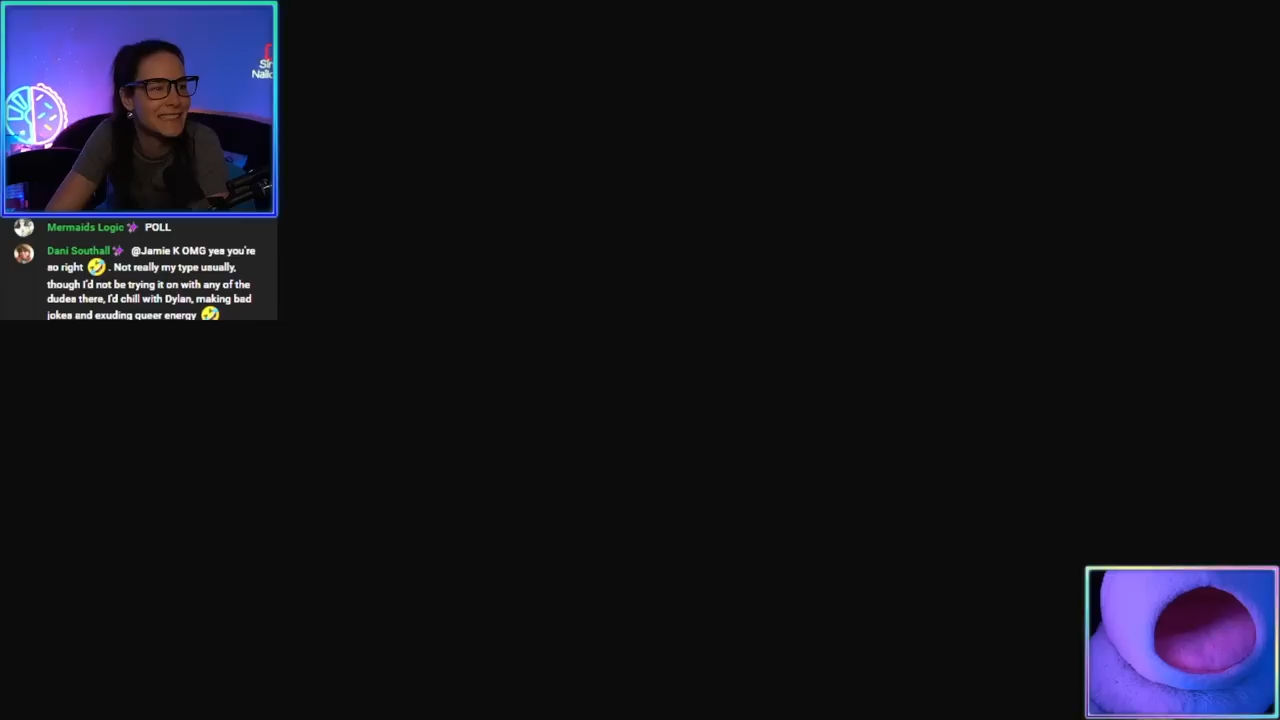 Mermaids Logic POLL
Dani Southall @Jamie K OMG yes you're
so right 🤣 . Not really my type usually,
though I'd not be trying it on with any of the
dudes there, I'd chill with Dylan, making bad
jokes and exuding queer energy 🤣